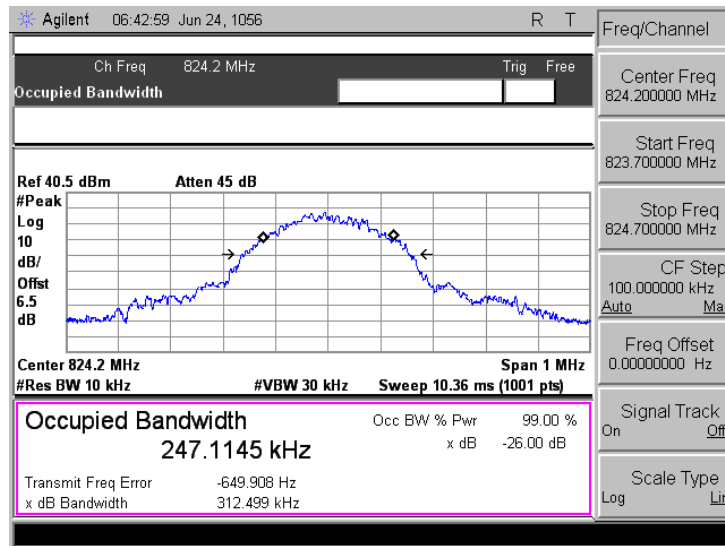 Agilent 06:42:59 Jun 24, 1056 R T
Ch Freq 824.2 MHz Trig Free
Occupied Bandwidth
Ref 40.5 dBm Atten 45 dB
#Peak
Log
10
dB/
Offst
6.5
dB
Center 824.2 MHz Span 1 MHz
#Res BW 10 kHz #VBW 30 kHz Sweep 10.36 ms (1001 pts)
Occupied Bandwidth Occ BW % Pwr 99.00 %
247.1145 kHz x dB -26.00 dB
Transmit Freq Error -649.908 Hz
x dB Bandwidth 312.499 kHz
Freq/Channel
Center Freq
824.200000 MHz
Start Freq
823.700000 MHz
Stop Freq
824.700000 MHz
CF Step
100.000000 kHz
Auto Ma
Freq Offset
0.00000000 Hz
Signal Track
On Off
Scale Type
Log Lin